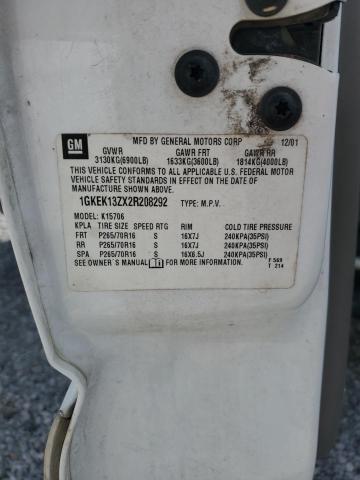 GM
MFD BY GENERAL MOTORS CORP 12/01
GVWR GAWR FRT GAWR RR
3130KG(6900LB) 1633KG(3600LB) 1814KG(4000LB)
THIS VEHICLE CONFORMS TO ALL APPLICABLE U.S. FEDERAL MOTOR
VEHICLE SAFETY STANDARDS IN EFFECT ON THE DATE OF
MANUFACTURE SHOWN ABOVE.
1GKEK13ZX2R208292 TYPE: M.P.V.
MODEL: K15706
KPLA TIRE SIZE SPEED RTG RIM COLD TIRE PRESSURE
FRT P265/70R16 S 16X7J 240KPA(35PSI)
RR P265/70R16 S 16X7J 240KPA(35PSI)
SPA P265/70R16 S 16X6.5J 240KPA(35PSI) F 569
SEE OWNER'S MANUAL FOR MORE INFORMATION. T 214